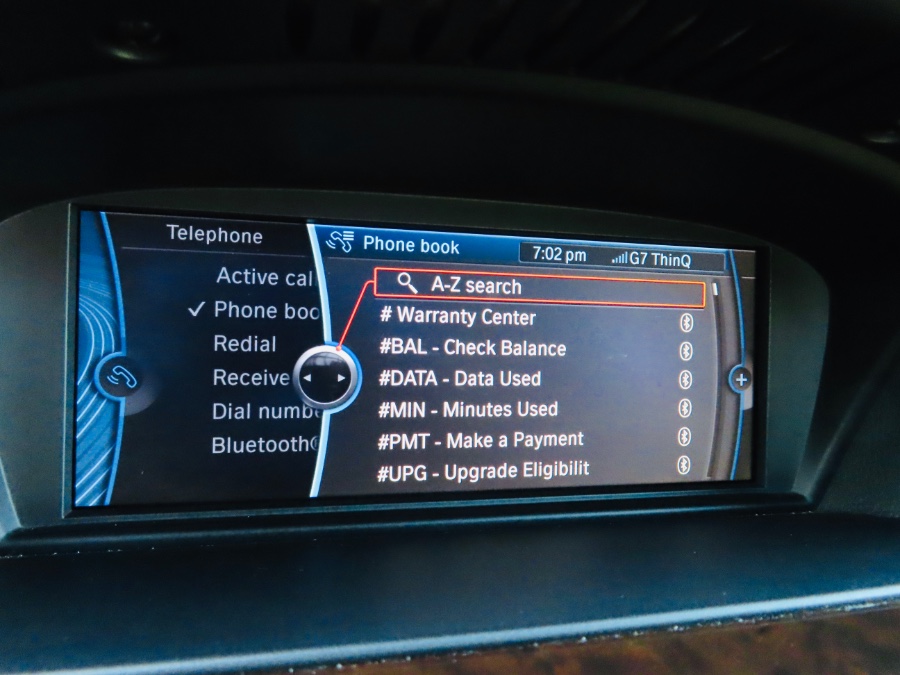 Telephone
Active cal
Phone boo
Redial
Receive
Dial numb
Bluetooth®
Phone book
7:02 pm
G7 ThinQ
A-Z search
# Warranty Center
#BAL - Check Balance
#DATA - Data Used
#MIN - Minutes Used
#PMT - Make a Payment
#UPG - Upgrade Eligibilit